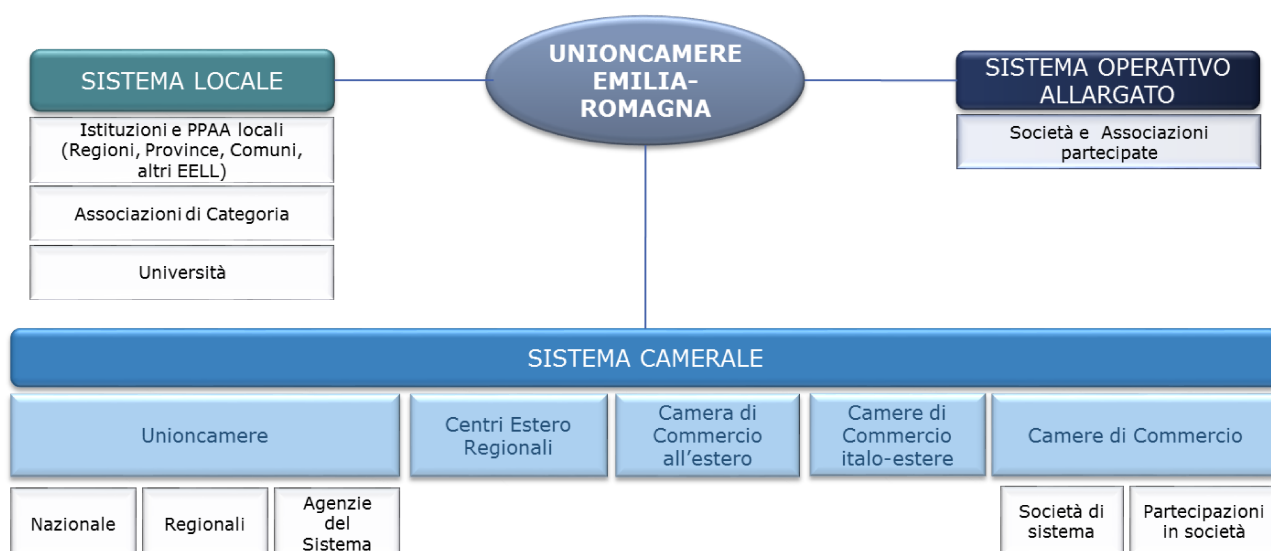 UNIONCAMERE
EMILIA-
ROMAGNA
SISTEMA LOCALE
Istituzioni e PPAA locali
(Regioni, Province, Comuni,
altri EELL)
Associazioni di Categoria
Università
SISTEMA OPERATIVO
ALLARGATO
Società e Associazioni
partecipate
SISTEMA CAMERALE
Unioncamere
Centri Estero
Regionali
Camera di
Commercio
all'estero
Camere di
Commercio
italo-estere
Camere di Commercio
Nazionale
Regionali
Agenzie
del
Sistema
Società di
sistema
Partecipazioni
in società